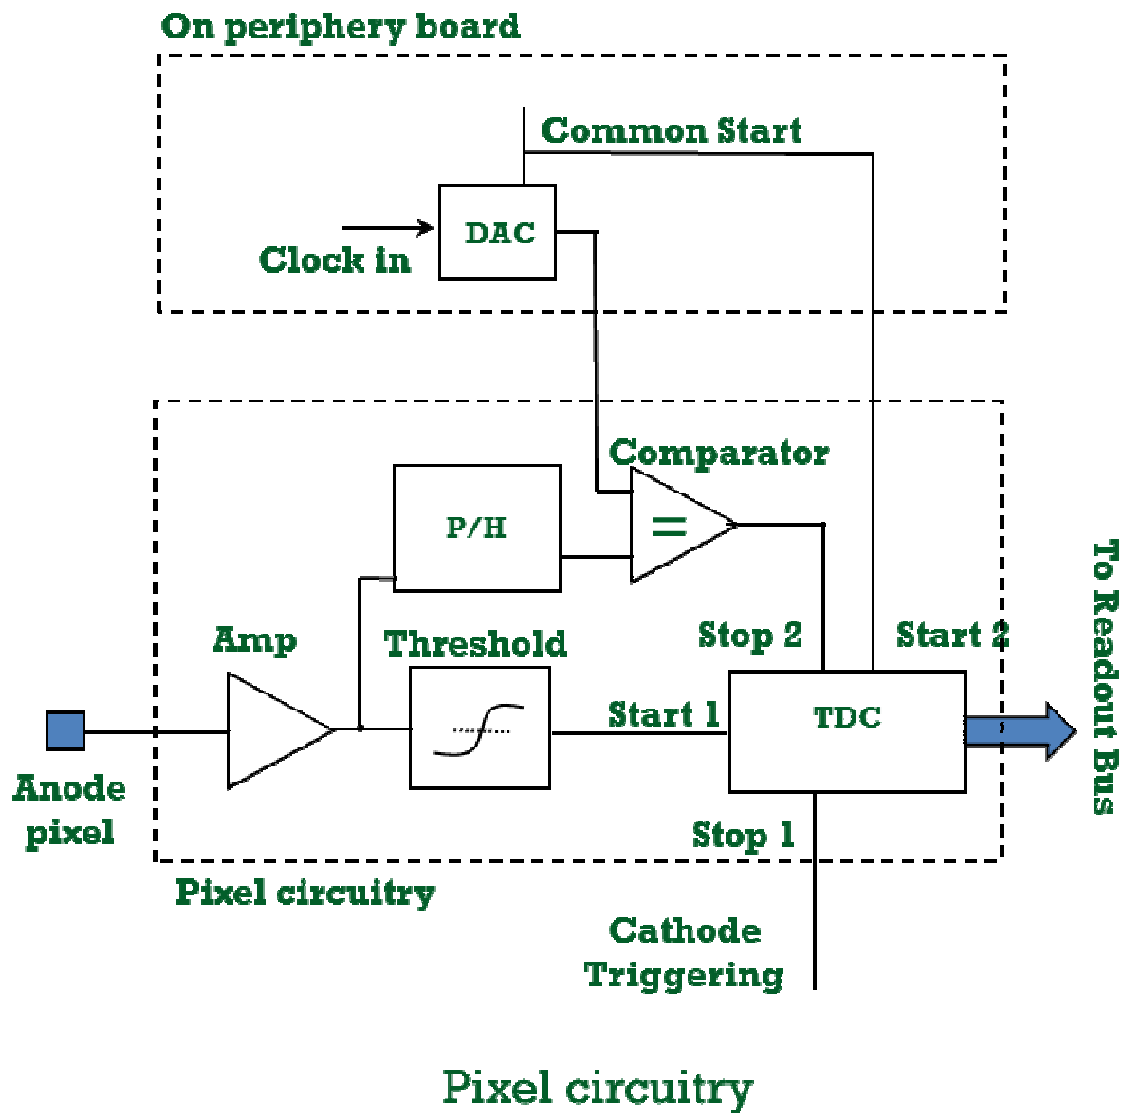 On periphery board
Common Start
DAC
Clock in
Comparator
P/H
Amp
Threshold
Stop 2
Start 2
Start 1
TDC
To Readout Bus
Anode
pixel
Stop 1
Pixel circuitry
Cathode
Triggering
Pixel circuitry